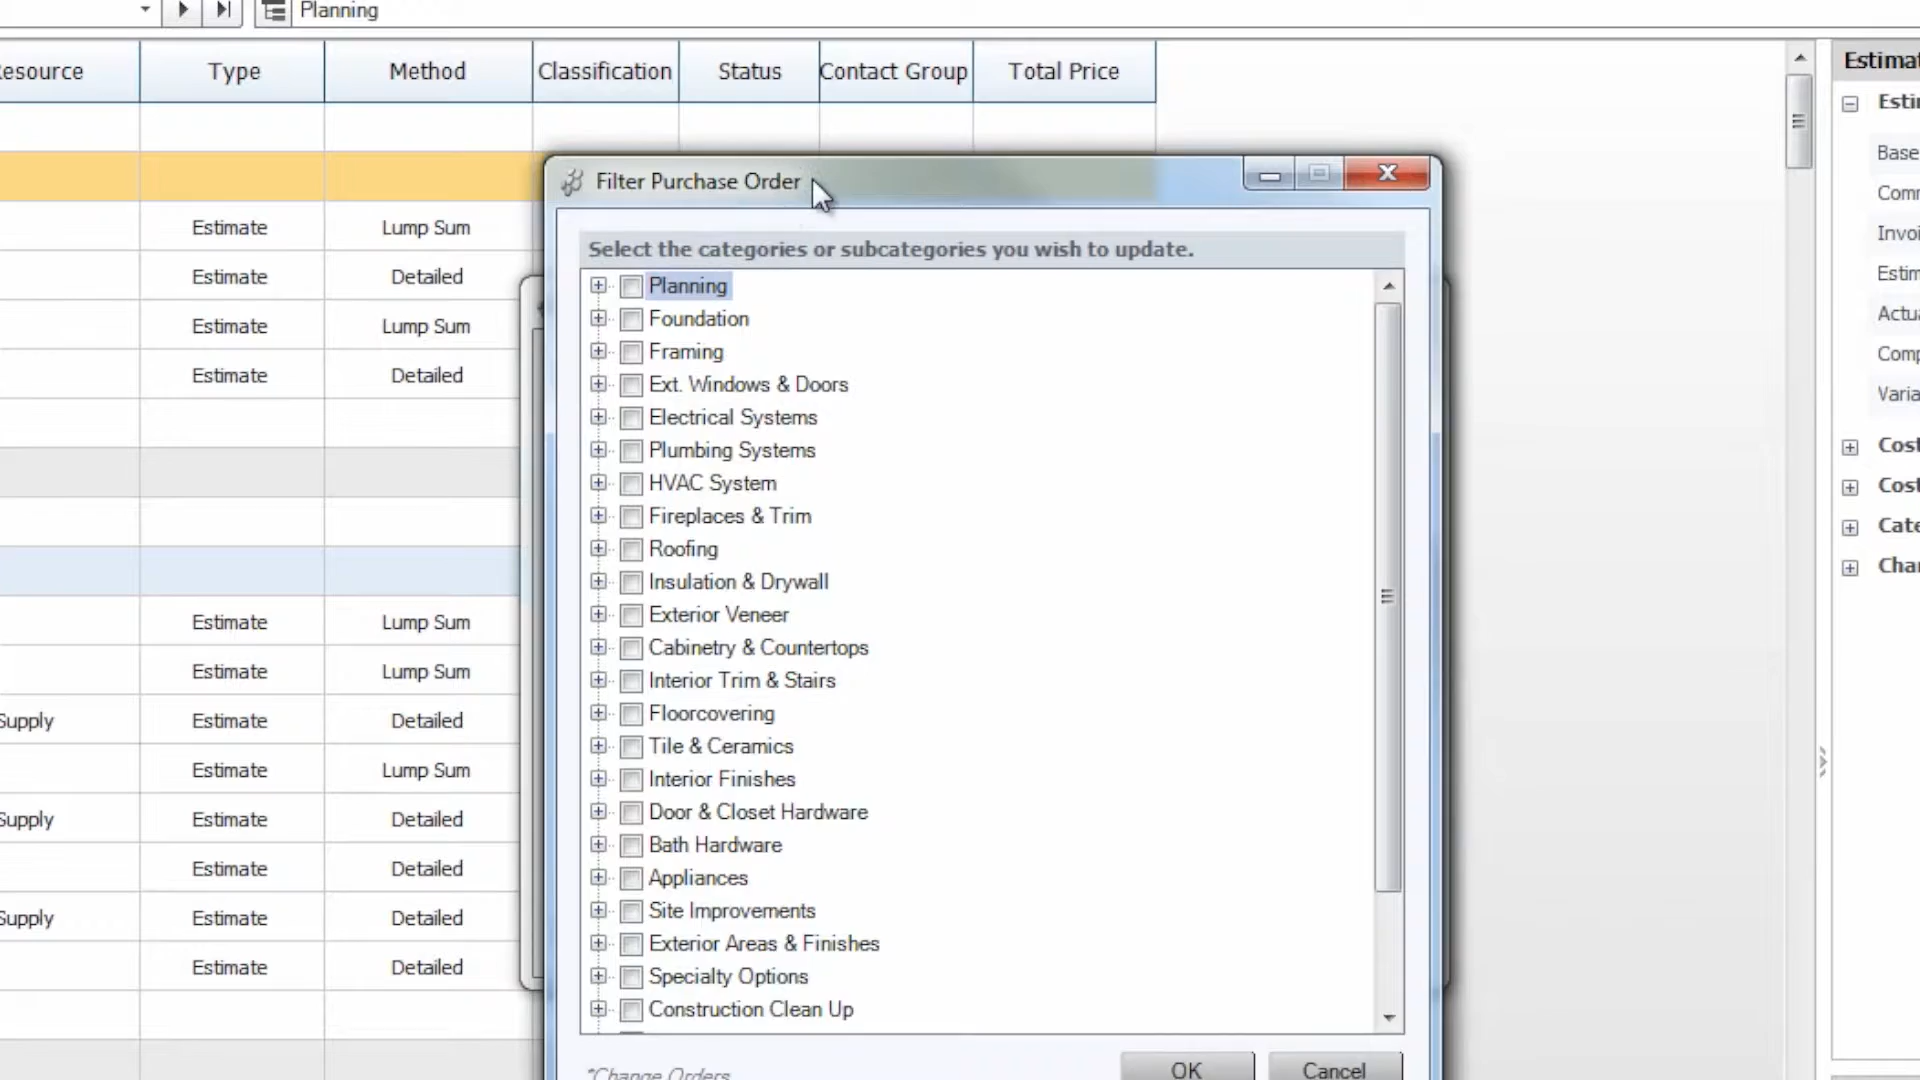 Planning
esource Type Method Classification Status Contact Group Total Price
Estimate Lump Sum
Estimate Detailed
Estimate Lump Sum
Estimate Detailed
Estimate Lump Sum
Estimate Lump Sum
Supply Estimate Detailed
Estimate Lump Sum
Supply Estimate Detailed
Estimate Detailed
Supply Estimate Detailed
Estimate Detailed
Filter Purchase Order
Select the categories or subcategories you wish to update.
Planning
Foundation
Framing
Ext. Windows & Doors
Electrical Systems
Plumbing Systems
HVAC System
Fireplaces & Trim
Roofing
Insulation & Drywall
Exterior Veneer
Cabinetry & Countertops
Interior Trim & Stairs
Floorcovering
Tile & Ceramics
Interior Finishes
Door & Closet Hardware
Bath Hardware
Appliances
Site Improvements
Exterior Areas & Finishes
Specialty Options
Construction Clean Up
*Change Orders
OK Cancel
Estimat
Esti
Base
Com
Invoi
Estim
Actua
Comp
Varia
Cost
Cost
Cate
Char